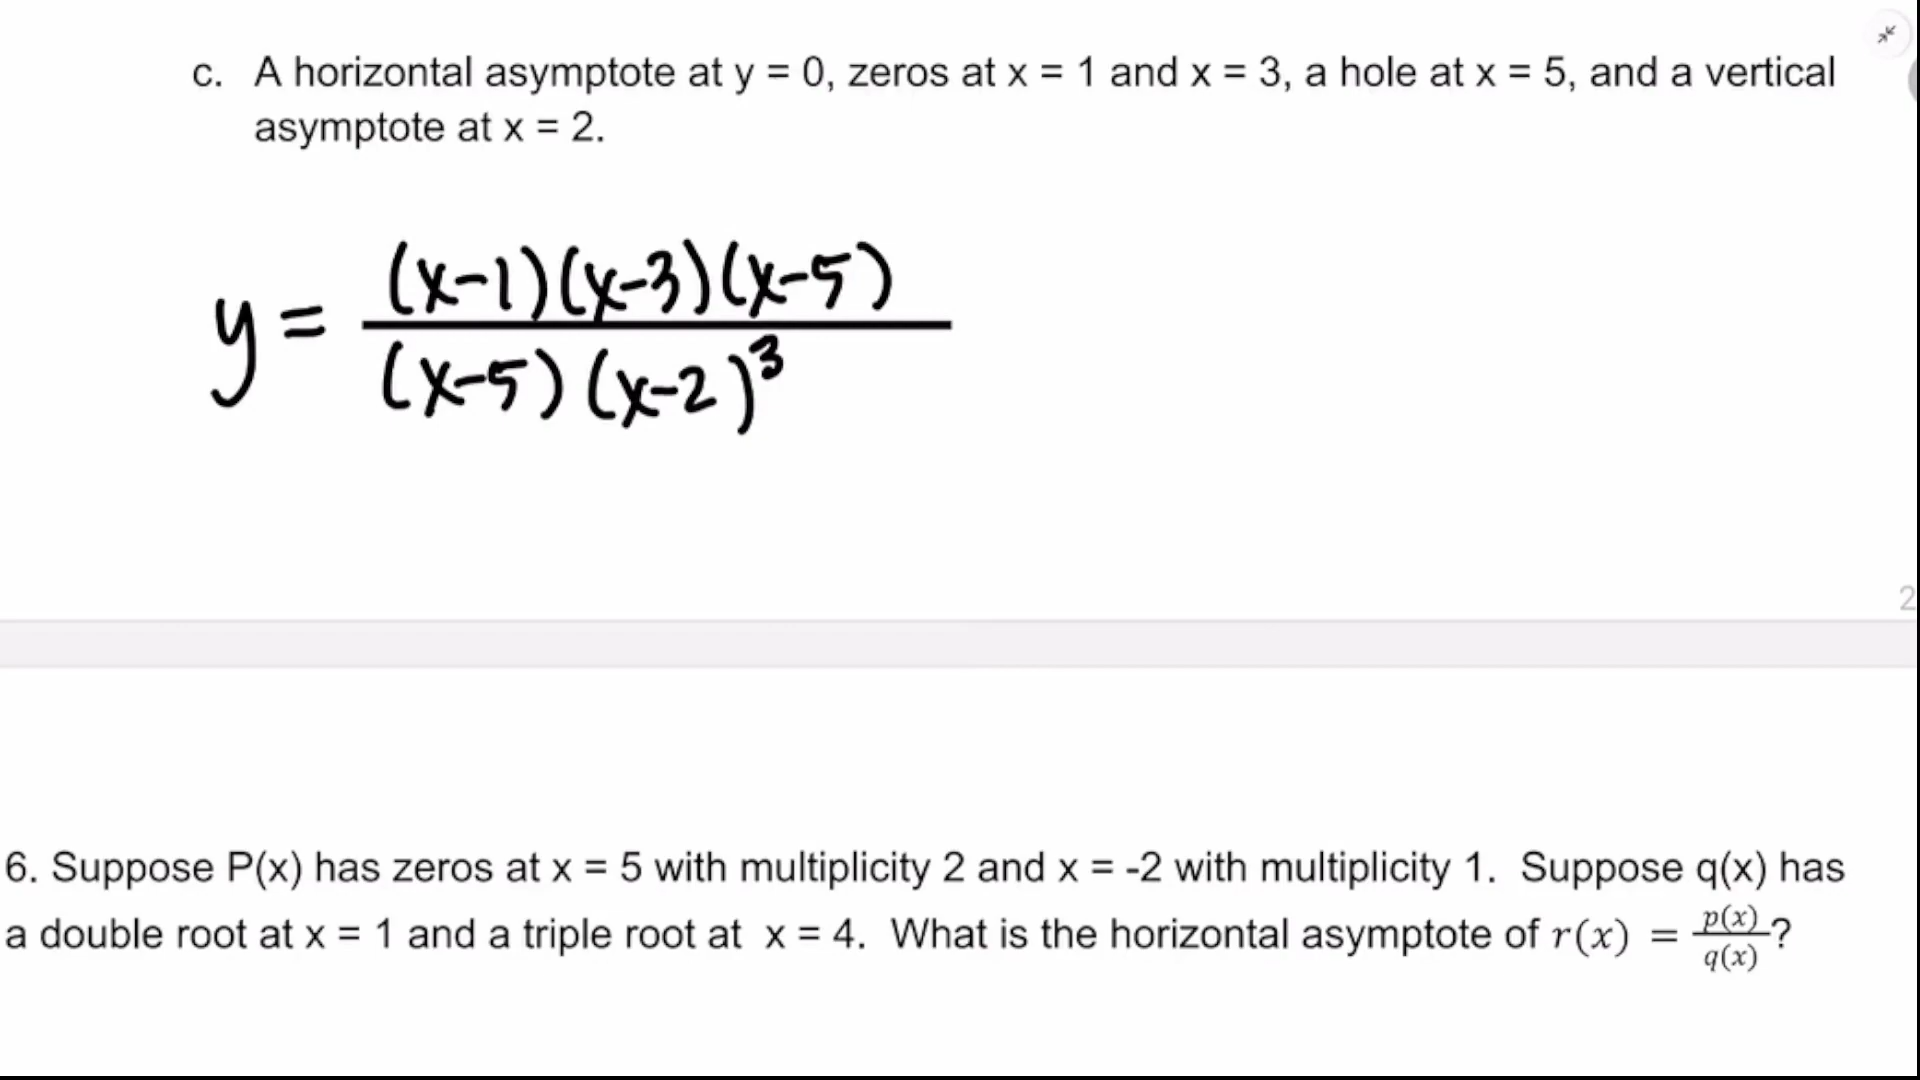 c. A horizontal asymptote at y = 0, zeros at x = 1 and x = 3, a hole at x = 5, and a vertical
asymptote at x = 2.
y = (x-1)(x-3)(x-5)
(x-5)(x-2)³
2
6. Suppose P(x) has zeros at x = 5 with multiplicity 2 and x = -2 with multiplicity 1. Suppose q(x) has
a double root at x = 1 and a triple root at x = 4. What is the horizontal asymptote of r(x) = p(x)/q(x)?